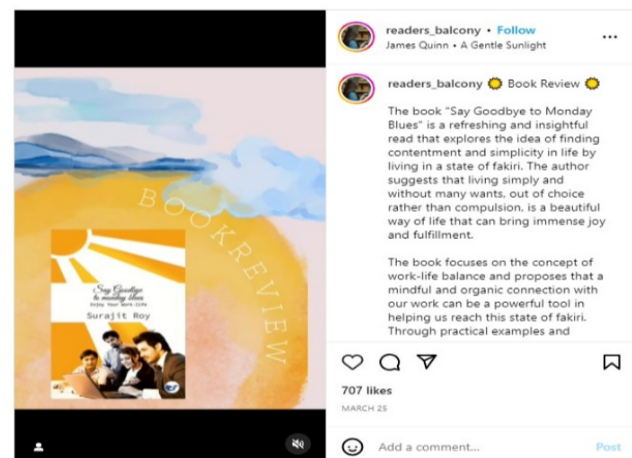 readers_balcony • Follow
James Quinn • A Gentle Sunlight
readers_balcony 🌞 Book Review 🌞
The book "Say Goodbye to Monday
Blues" is a refreshing and insightful
read that explores the idea of finding
contentment and simplicity in life by
living in a state of fakiri. The author
suggests that living simply and
without many wants, out of choice
rather than compulsion, is a beautiful
way of life that can bring immense joy
and fulfillment.
The book focuses on the concept of
work-life balance and proposes that a
mindful and organic connection with
our work can be a powerful tool in
helping us reach this state of fakiri.
Through practical examples and
BOOKREVIEW
Say Goodbye
to monday blues
Enjoy Your Work-life
Surajit Roy
707 likes
MARCH 25
Add a comment...
Post